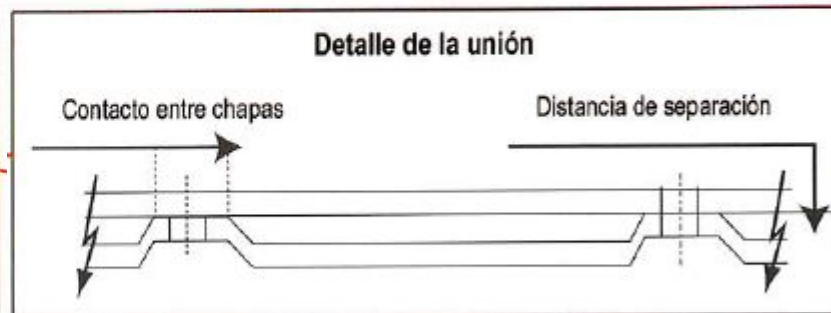 Detalle de la unión
Contacto entre chapas
Distancia de separación